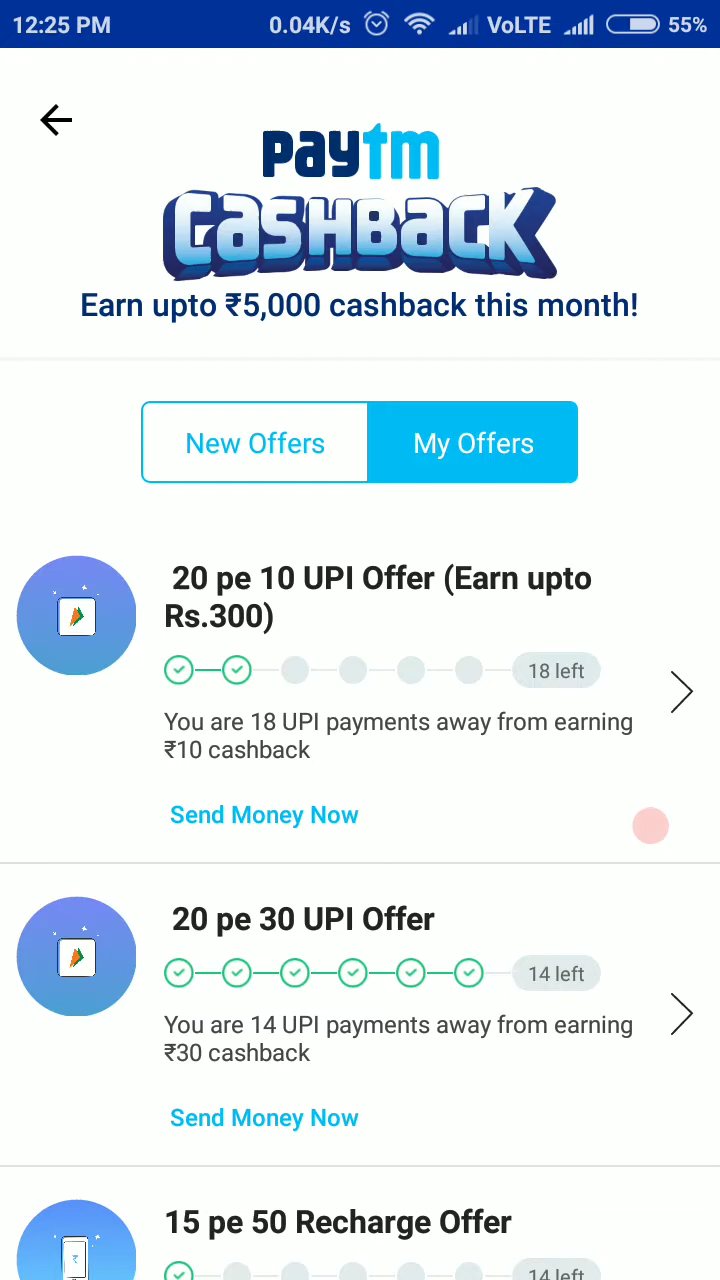 12:25 PM 0.04K/s VoLTE 55%
paytm
CASHBACK
Earn upto ₹5,000 cashback this month!
New Offers My Offers
20 pe 10 UPI Offer (Earn upto
Rs.300)
18 left
You are 18 UPI payments away from earning
₹10 cashback
Send Money Now
20 pe 30 UPI Offer
14 left
You are 14 UPI payments away from earning
₹30 cashback
Send Money Now
15 pe 50 Recharge Offer
₹
14 left